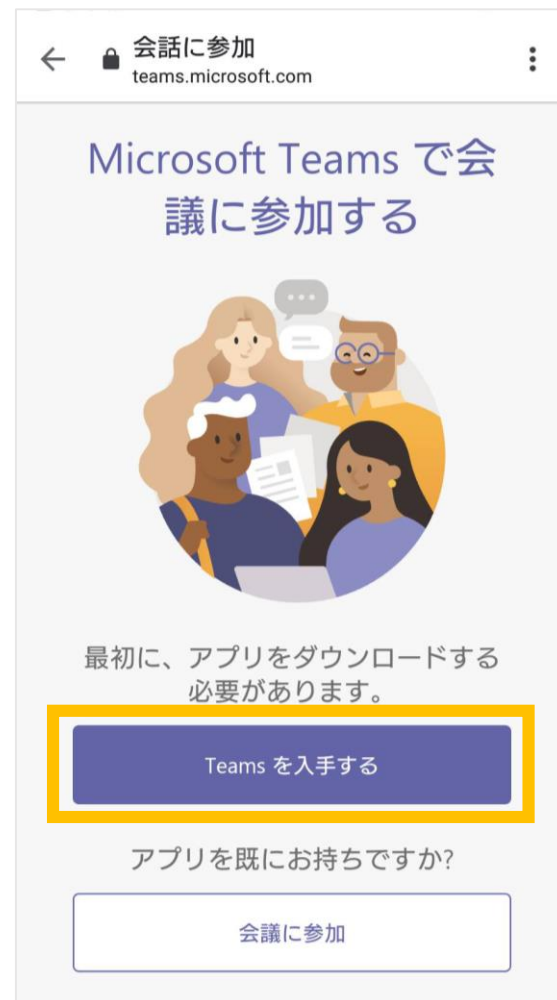 会話に参加
teams.microsoft.com
Microsoft Teams で会
議に参加する
最初に、アプリをダウンロードする
必要があります。
Teams を入手する
アプリを既にお持ちですか?
会議に参加